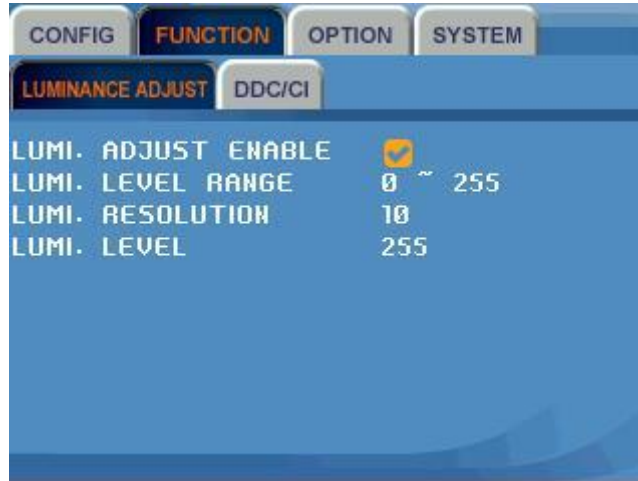 CONFIG FUNCTION OPTION SYSTEM
LUMINANCE ADJUST DDC/CI
LUMI. ADJUST ENABLE
LUMI. LEVEL RANGE 0 ~ 255
LUMI. RESOLUTION 10
LUMI. LEVEL 255